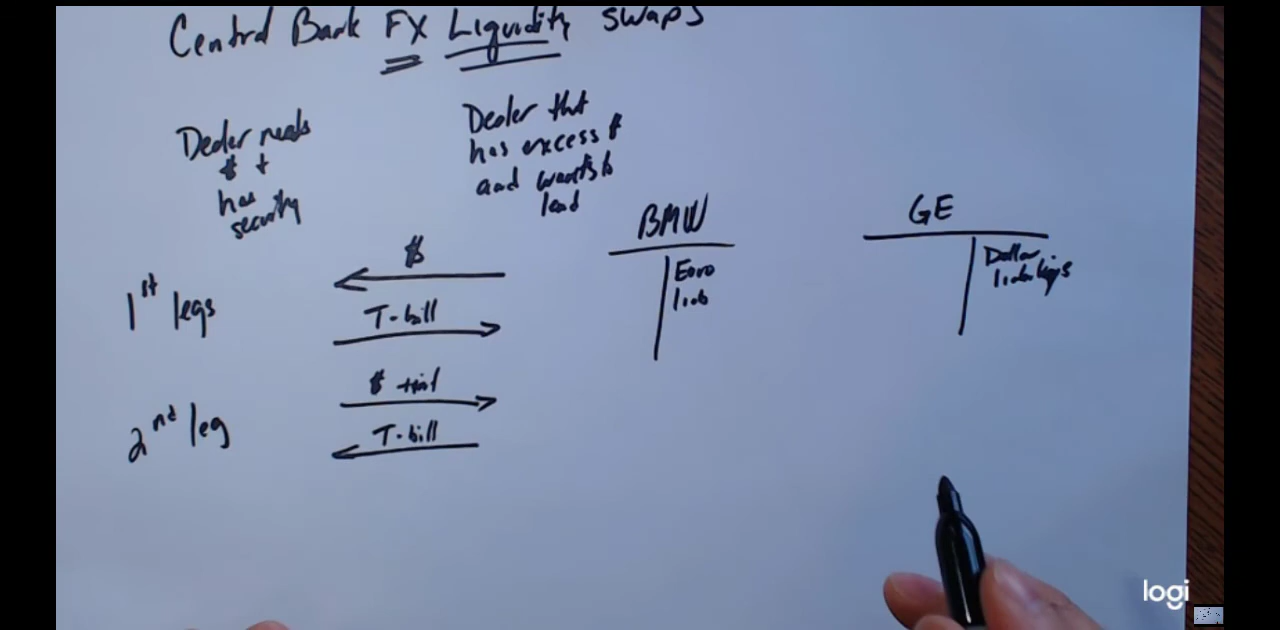 Central Bank FX Liquidity swaps
Dealer needs
$ +
has
security
Dealer that
has excess $
and wants to
lend
BMW
GE
Euro
liab
Dollar
liabilities
1st legs
$
T-bill
2nd leg
$ + int
T-bill
logi